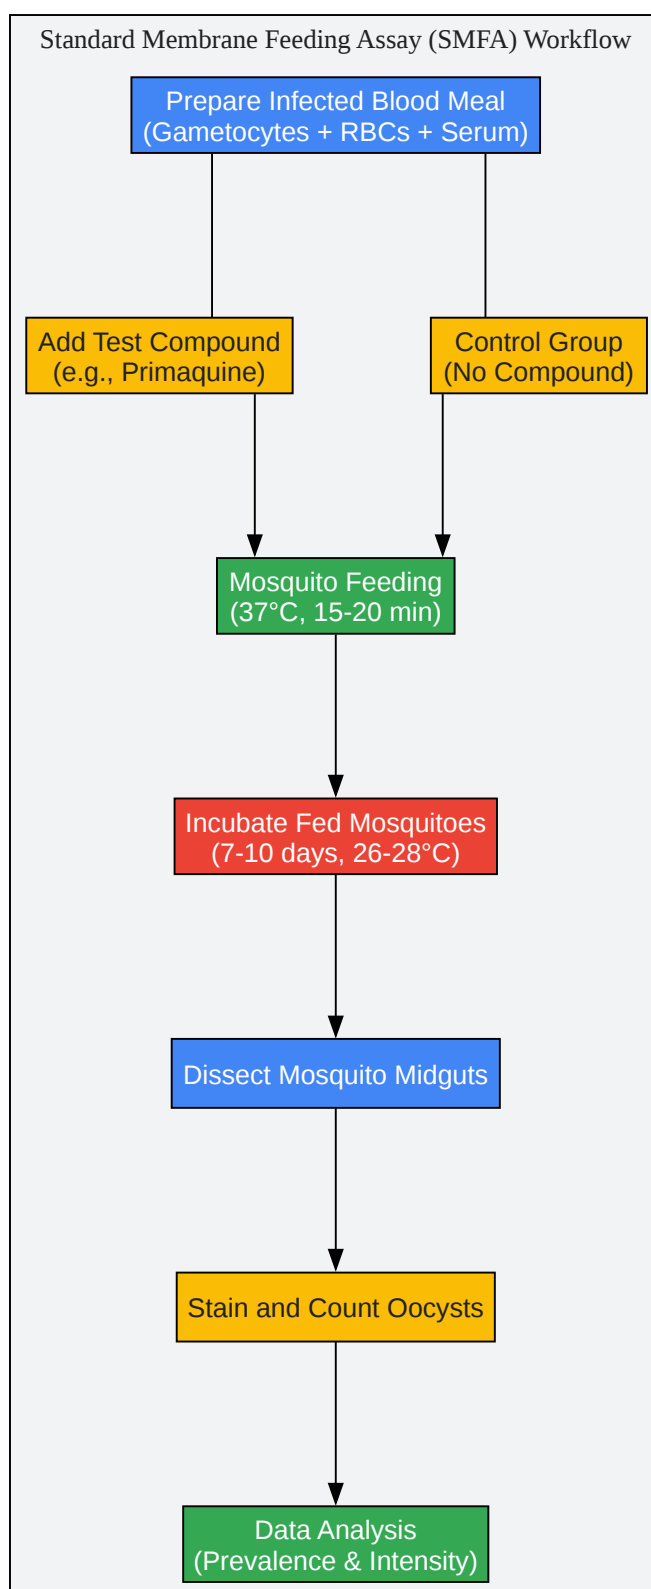 Standard Membrane Feeding Assay (SMFA) Workflow
Prepare Infected Blood Meal
(Gametocytes + RBCs + Serum)
Add Test Compound
(e.g., Primaquine)
Control Group
(No Compound)
Mosquito Feeding
(37°C, 15-20 min)
Incubate Fed Mosquitoes
(7-10 days, 26-28°C)
Dissect Mosquito Midguts
Stain and Count Oocysts
Data Analysis
(Prevalence & Intensity)